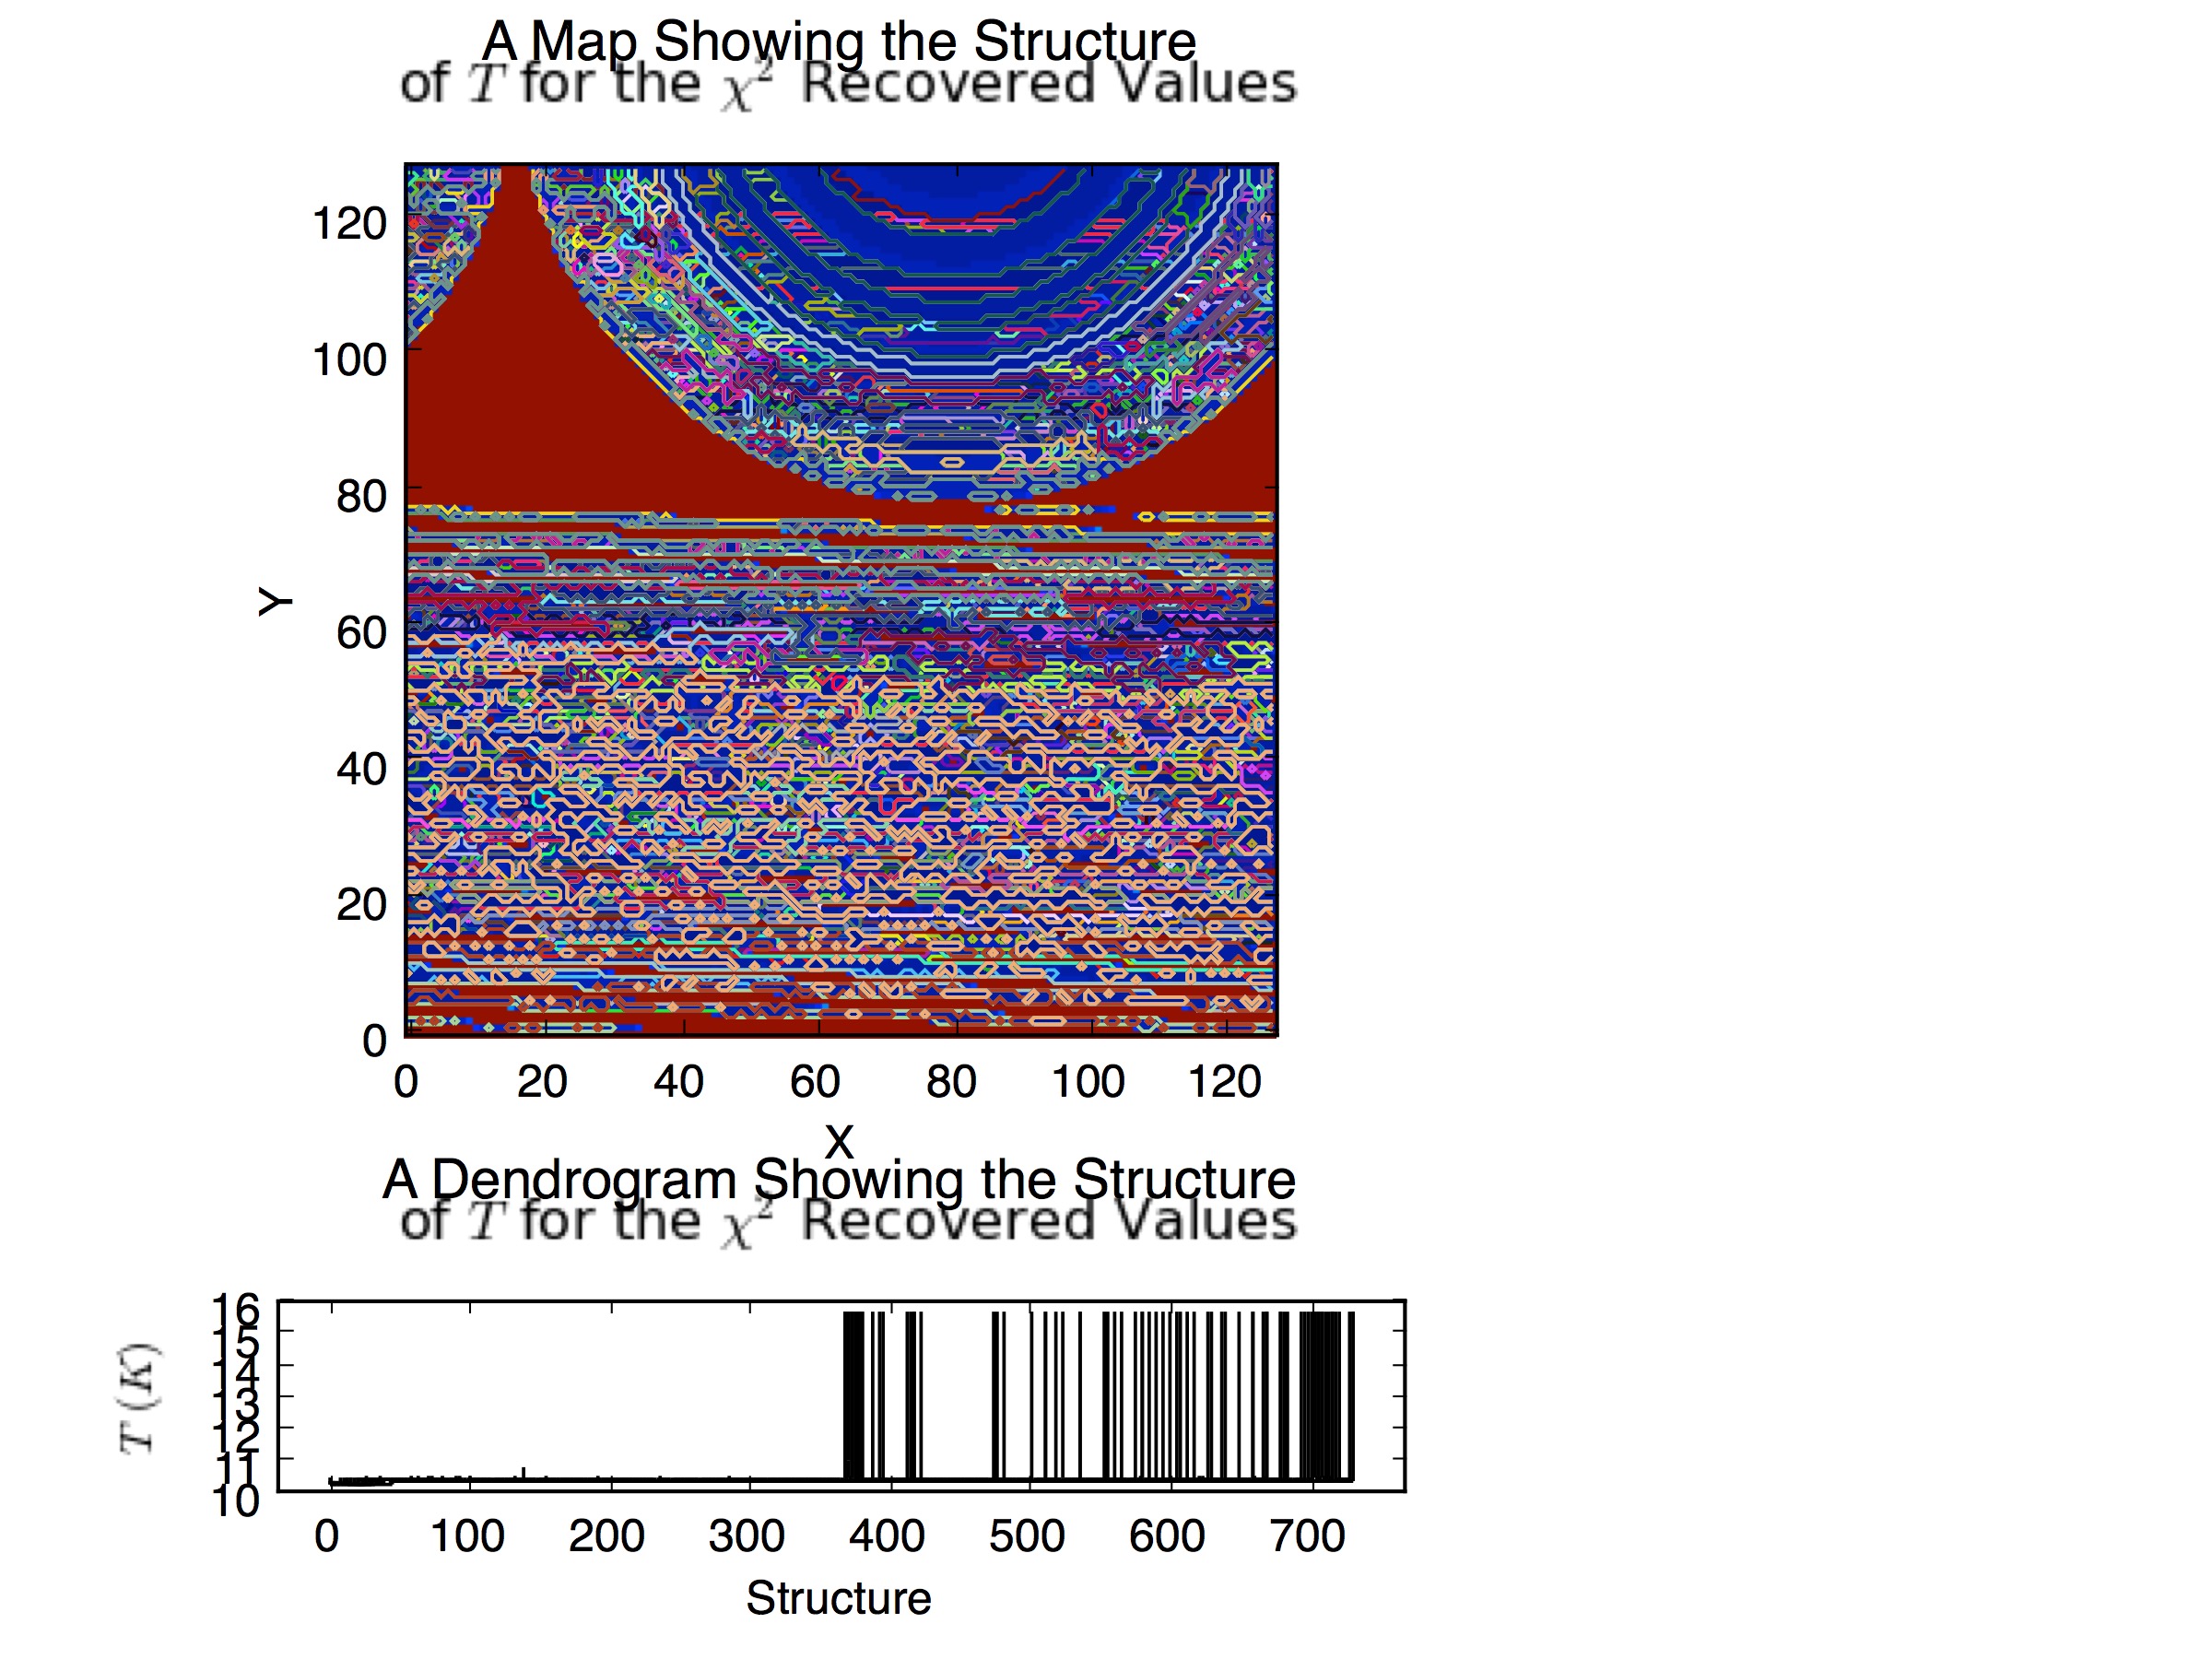 A Map Showing the Structure
of T for the χ² Recovered Values
120
100
80
60
40
20
0
Y
0 20 40 60 80 100 120
X
A Dendrogram Showing the Structure
of T for the χ² Recovered Values
16
15
14
13
12
11
10
T (K)
0 100 200 300 400 500 600 700
Structure